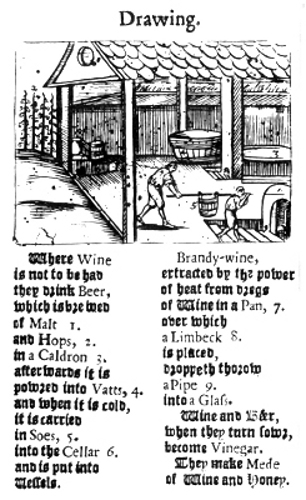 Drawing.
Where Wine
is not to be had
they drink Beer,
which is brewed
of Malt 1.
and Hops, 2.
in a Caldron 3.
afterwards it is
powred into Vatts, 4.
and when it is cold,
it is carried
in Soes, 5.
into the Cellar 6.
and is put into
Vessels.
Brandy-wine,
extracted by the power
of heat from dregs
of Wine in a Pan, 7.
over which
a Limbeck 8.
is placed,
droppeth thorow
a Pipe 9.
into a Glass.
Wine and Beer,
when they turn sowr,
become Vinegar.
They make Mede
of Wine and Honey.
3
5